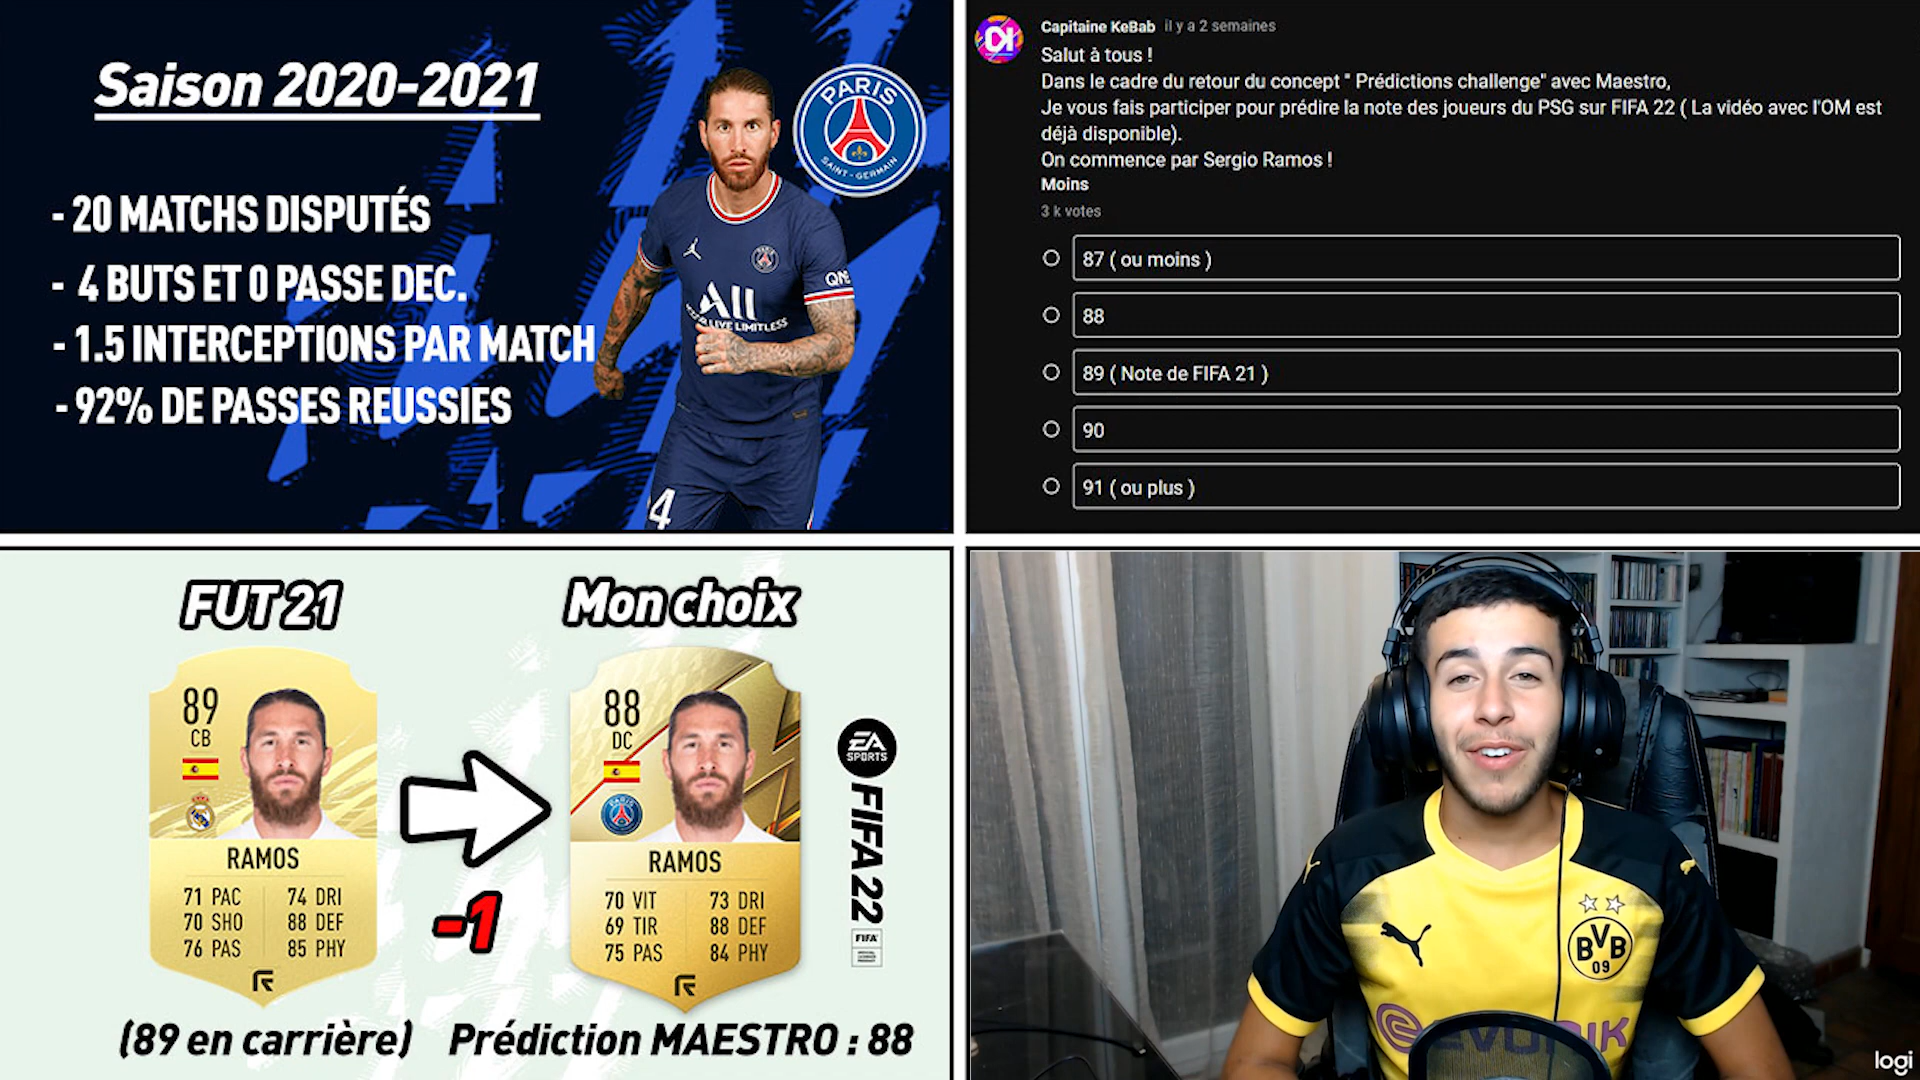 Saison 2020-2021
- 20 MATCHS DISPUTÉS
- 4 BUTS ET 0 PASSE DEC.
- 1.5 INTERCEPTIONS PAR MATCH
- 92% DE PASSES REUSSIES
PARIS
SAINT-GERMAIN
PARIS
QNB
ALL
LIVE LIMITLESS
4
Capitaine KeBab il y a 2 semaines
Salut à tous !
Dans le cadre du retour du concept " Prédictions challenge" avec Maestro,
Je vous fais participer pour prédire la note des joueurs du PSG sur FIFA 22 ( La vidéo avec l'OM est
déjà disponible).
On commence par Sergio Ramos !
Moins
3 k votes
87 ( ou moins )
88
89 ( Note de FIFA 21 )
90
91 ( ou plus )
FUT 21
89
CB
RAMOS
71 PAC 74 DRI
70 SHO 88 DEF
76 PAS 85 PHY
(89 en carrière)
-1
Mon choix
88
DC
PARIS
RAMOS
70 VIT 73 DRI
69 TIR 88 DEF
75 PAS 84 PHY
Prédiction MAESTRO : 88
EA
SPORTS
FIFA 22
FIFA
BVB
09
EVONIK
logi